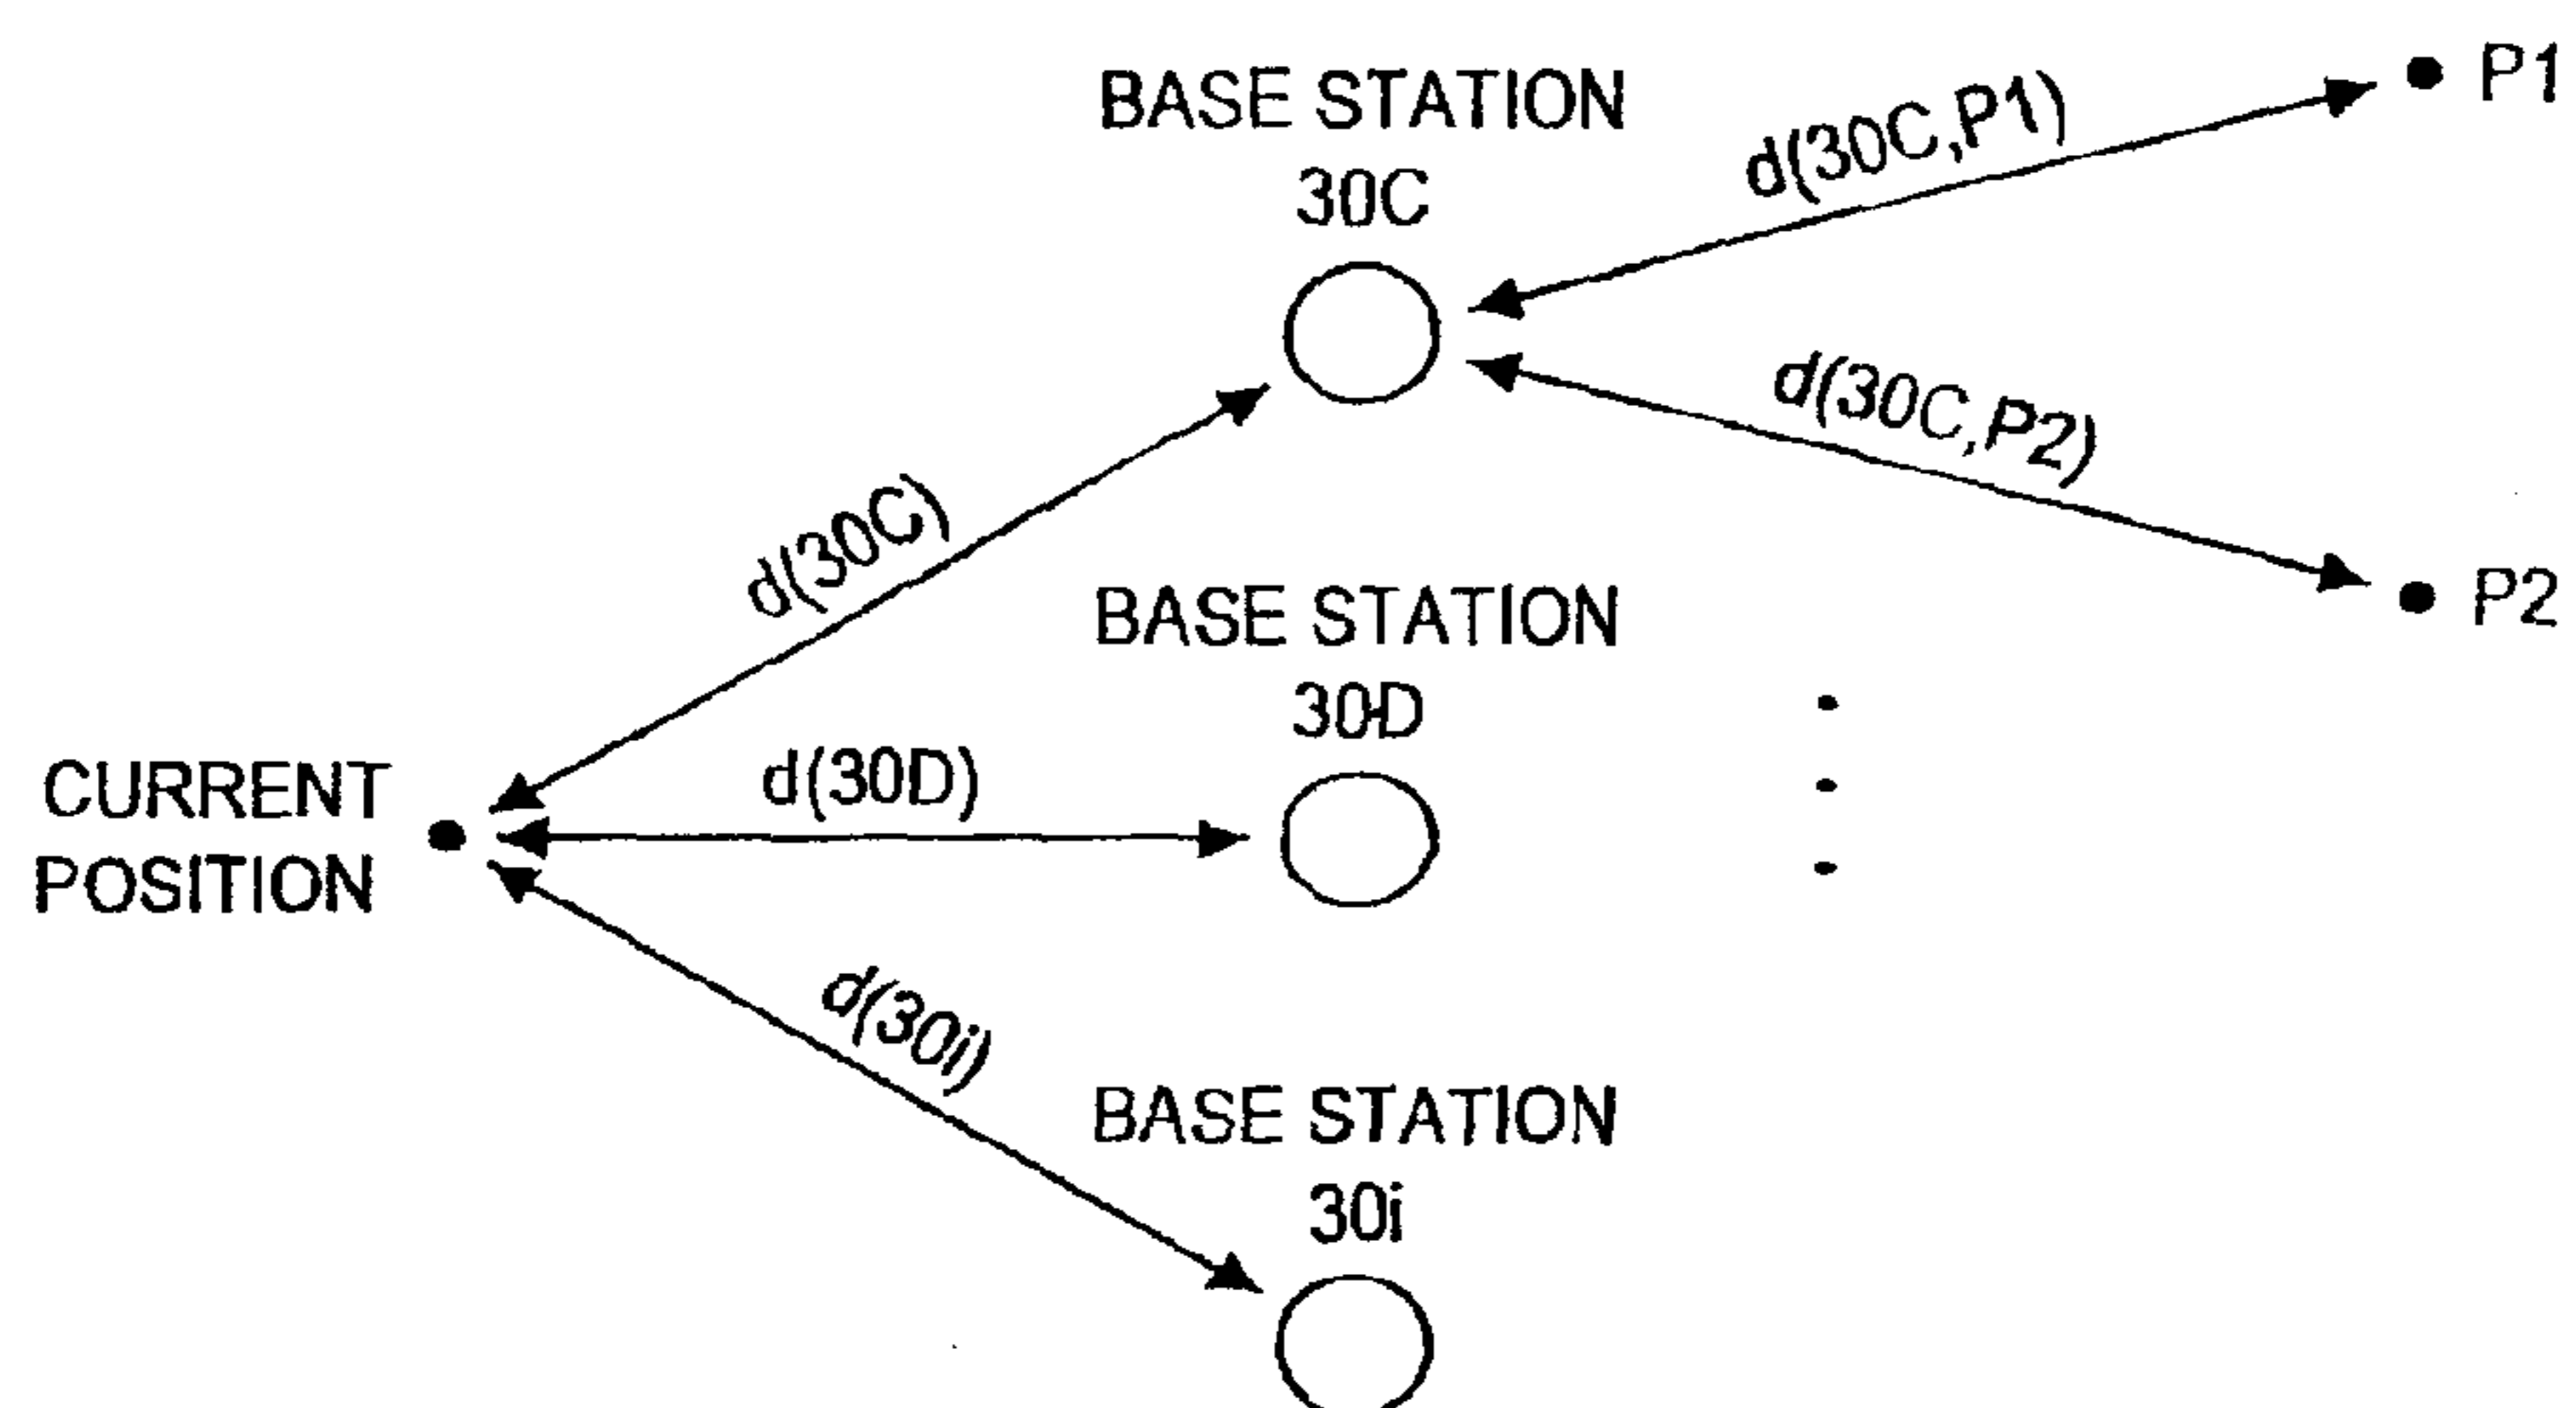 BASE STATION
30C
d(30C,P1)
P1
d(30C,P2)
P2
d(30C)
BASE STATION
30D
CURRENT
POSITION
d(30D)
d(30i)
BASE STATION
30i